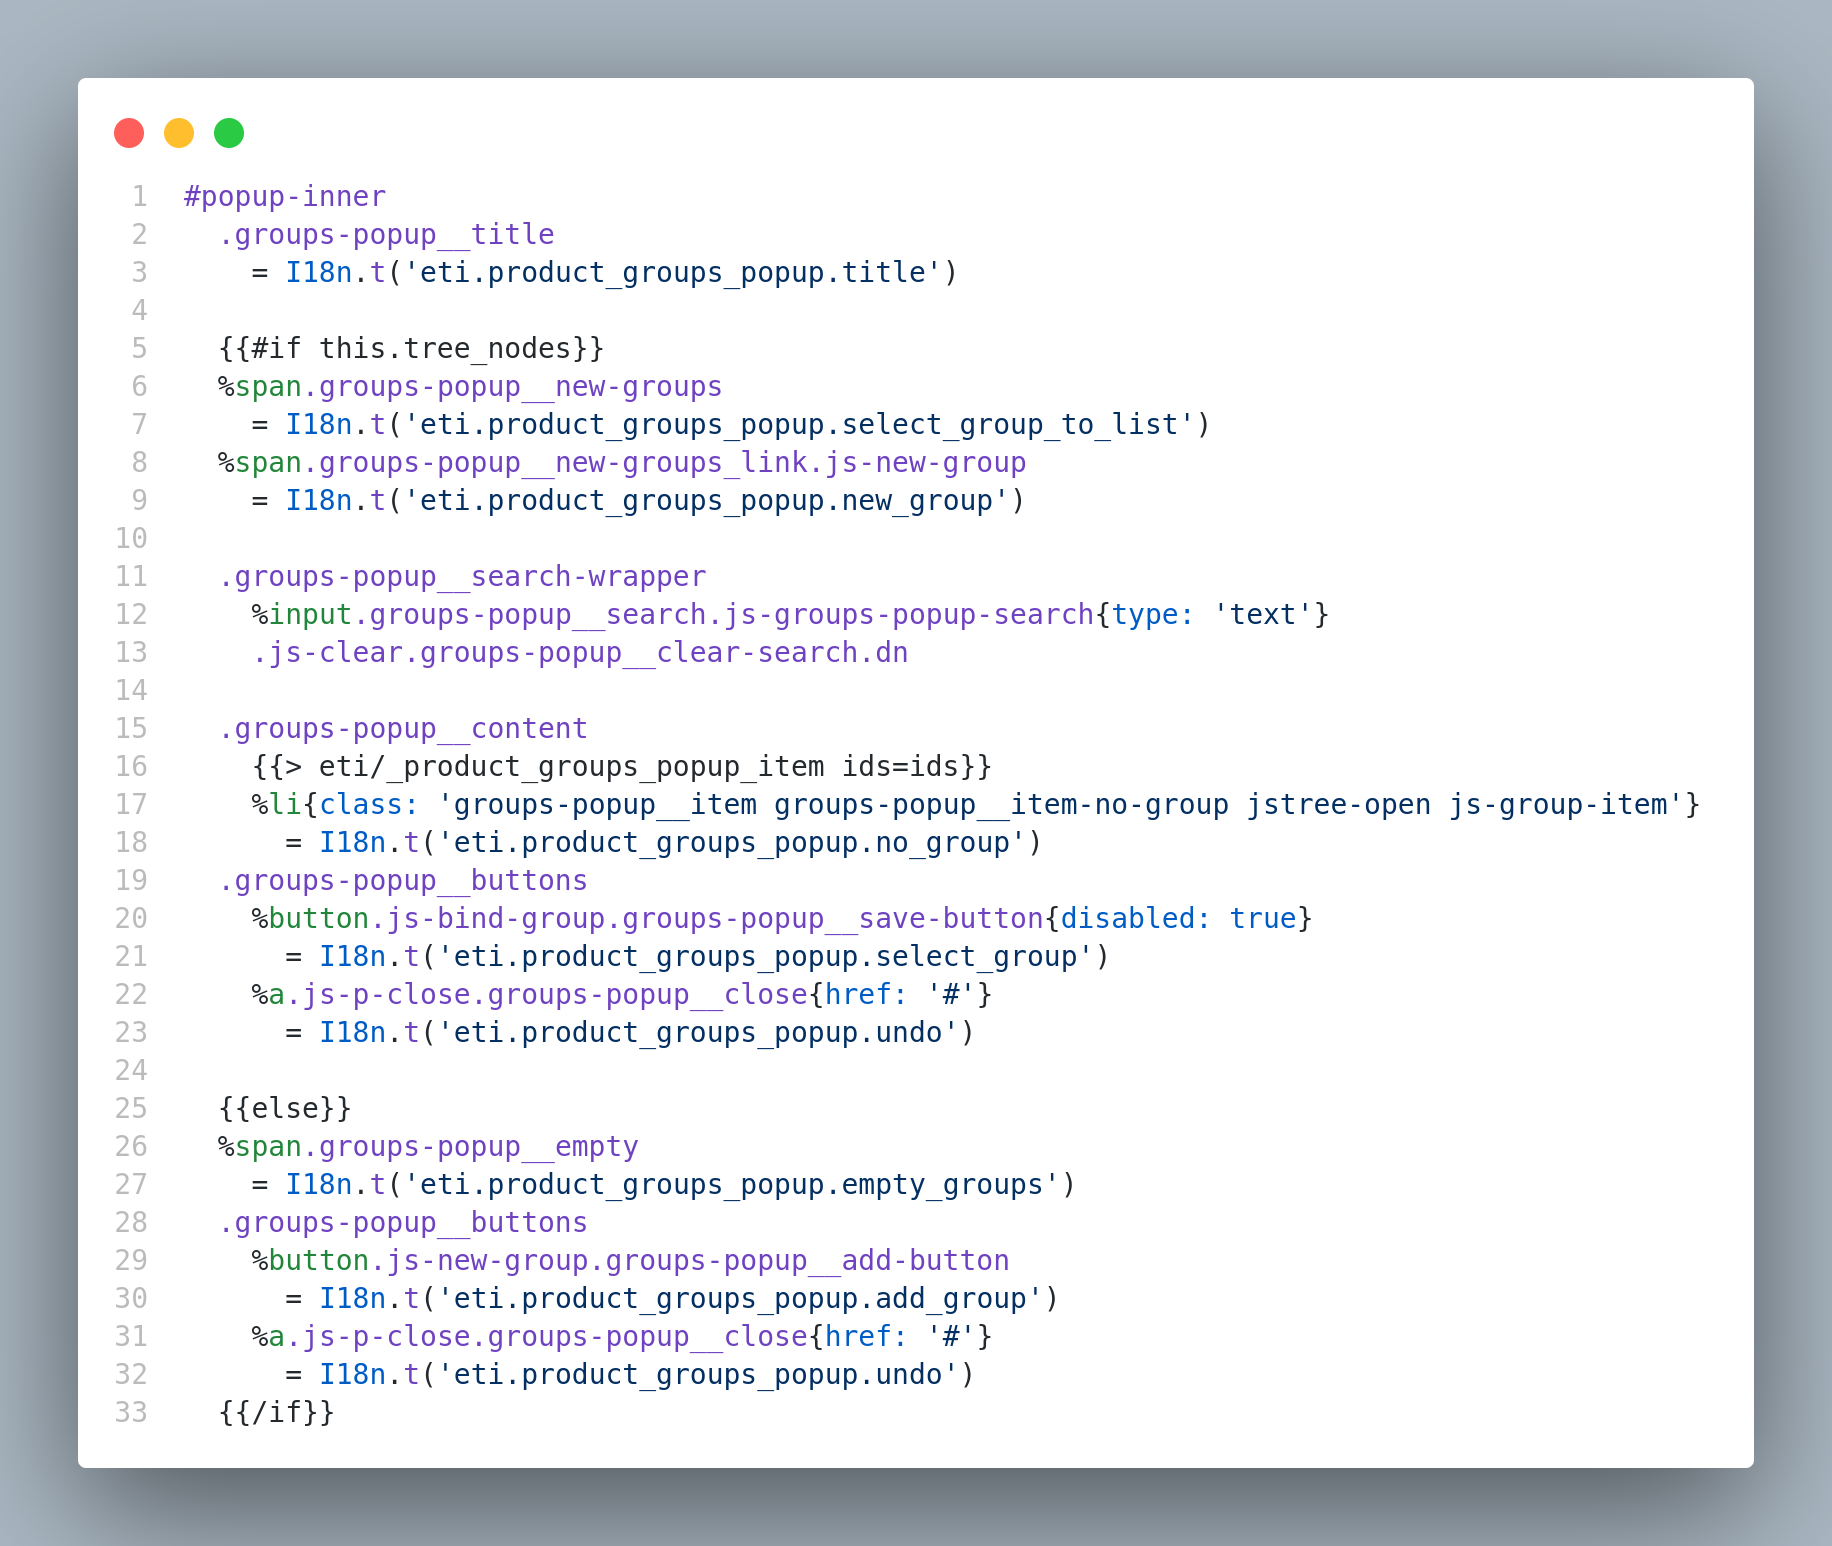 1 #popup-inner
2   .groups-popup__title
3     = I18n.t('eti.product_groups_popup.title')
4
5   {{#if this.tree_nodes}}
6   %span.groups-popup__new-groups
7     = I18n.t('eti.product_groups_popup.select_group_to_list')
8   %span.groups-popup__new-groups_link.js-new-group
9     = I18n.t('eti.product_groups_popup.new_group')
10
11   .groups-popup__search-wrapper
12     %input.groups-popup__search.js-groups-popup-search{type: 'text'}
13     .js-clear.groups-popup__clear-search.dn
14
15   .groups-popup__content
16     {{> eti/_product_groups_popup_item ids=ids}}
17     %li{class: 'groups-popup__item groups-popup__item-no-group jstree-open js-group-item'}
18       = I18n.t('eti.product_groups_popup.no_group')
19   .groups-popup__buttons
20     %button.js-bind-group.groups-popup__save-button{disabled: true}
21       = I18n.t('eti.product_groups_popup.select_group')
22     %a.js-p-close.groups-popup__close{href: '#'}
23       = I18n.t('eti.product_groups_popup.undo')
24
25   {{else}}
26   %span.groups-popup__empty
27     = I18n.t('eti.product_groups_popup.empty_groups')
28   .groups-popup__buttons
29     %button.js-new-group.groups-popup__add-button
30       = I18n.t('eti.product_groups_popup.add_group')
31     %a.js-p-close.groups-popup__close{href: '#'}
32       = I18n.t('eti.product_groups_popup.undo')
33   {{/if}}